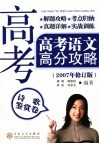 高考
●解题攻略●考点归纳
●真题详解●实战训练
高考语文
高分攻略
(2007年修订版)
编著
诗歌
鉴赏卷